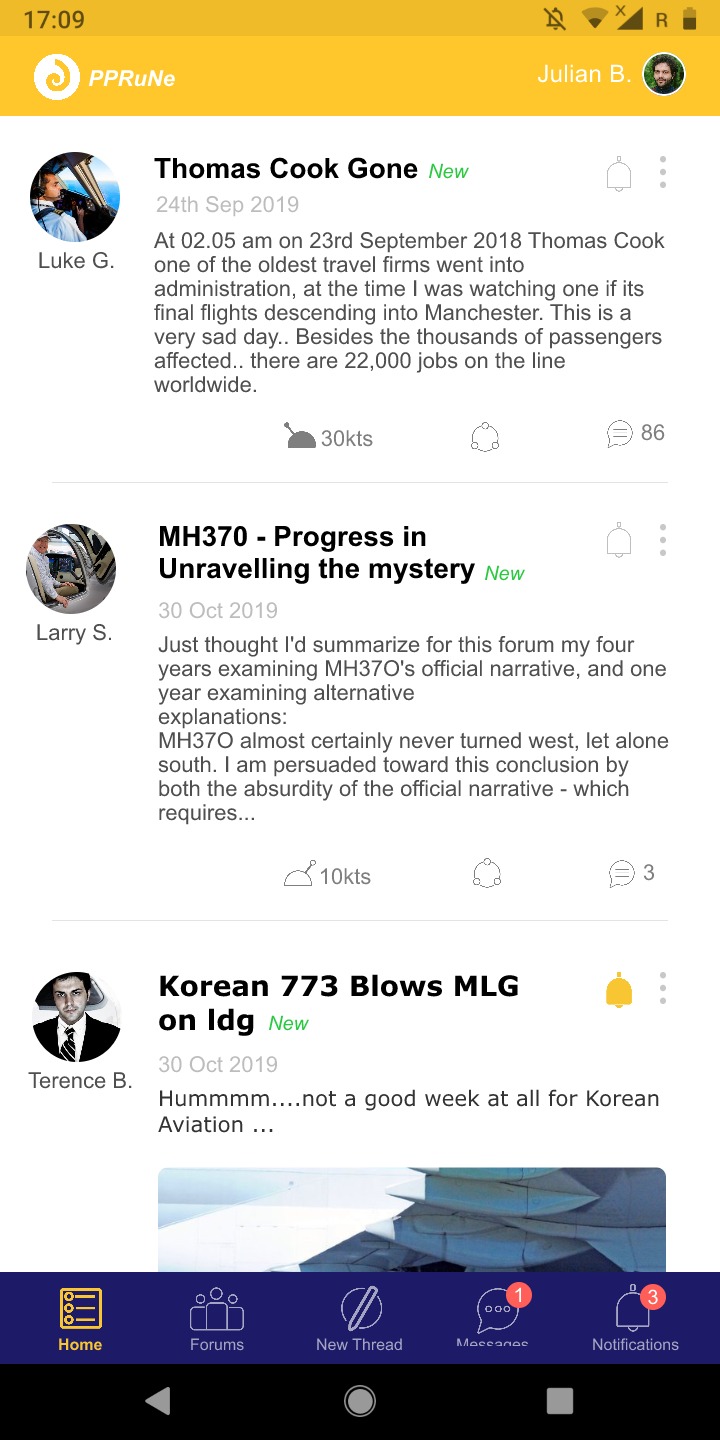 17:09
X
R
PPRuNe
Julian B.
Thomas Cook Gone New
24th Sep 2019
Luke G.
At 02.05 am on 23rd September 2018 Thomas Cook
one of the oldest travel firms went into
administration, at the time I was watching one if its
final flights descending into Manchester. This is a
very sad day.. Besides the thousands of passengers
affected.. there are 22,000 jobs on the line
worldwide.
30kts
86
MH370 - Progress in
Unravelling the mystery New
30 Oct 2019
Larry S.
Just thought I'd summarize for this forum my four
years examining MH37O's official narrative, and one
year examining alternative
explanations:
MH37O almost certainly never turned west, let alone
south. I am persuaded toward this conclusion by
both the absurdity of the official narrative - which
requires...
10kts
3
Korean 773 Blows MLG
on ldg New
30 Oct 2019
Terence B.
Hummmm....not a good week at all for Korean
Aviation ...
1
3
Home
Forums
New Thread
Messages
Notifications